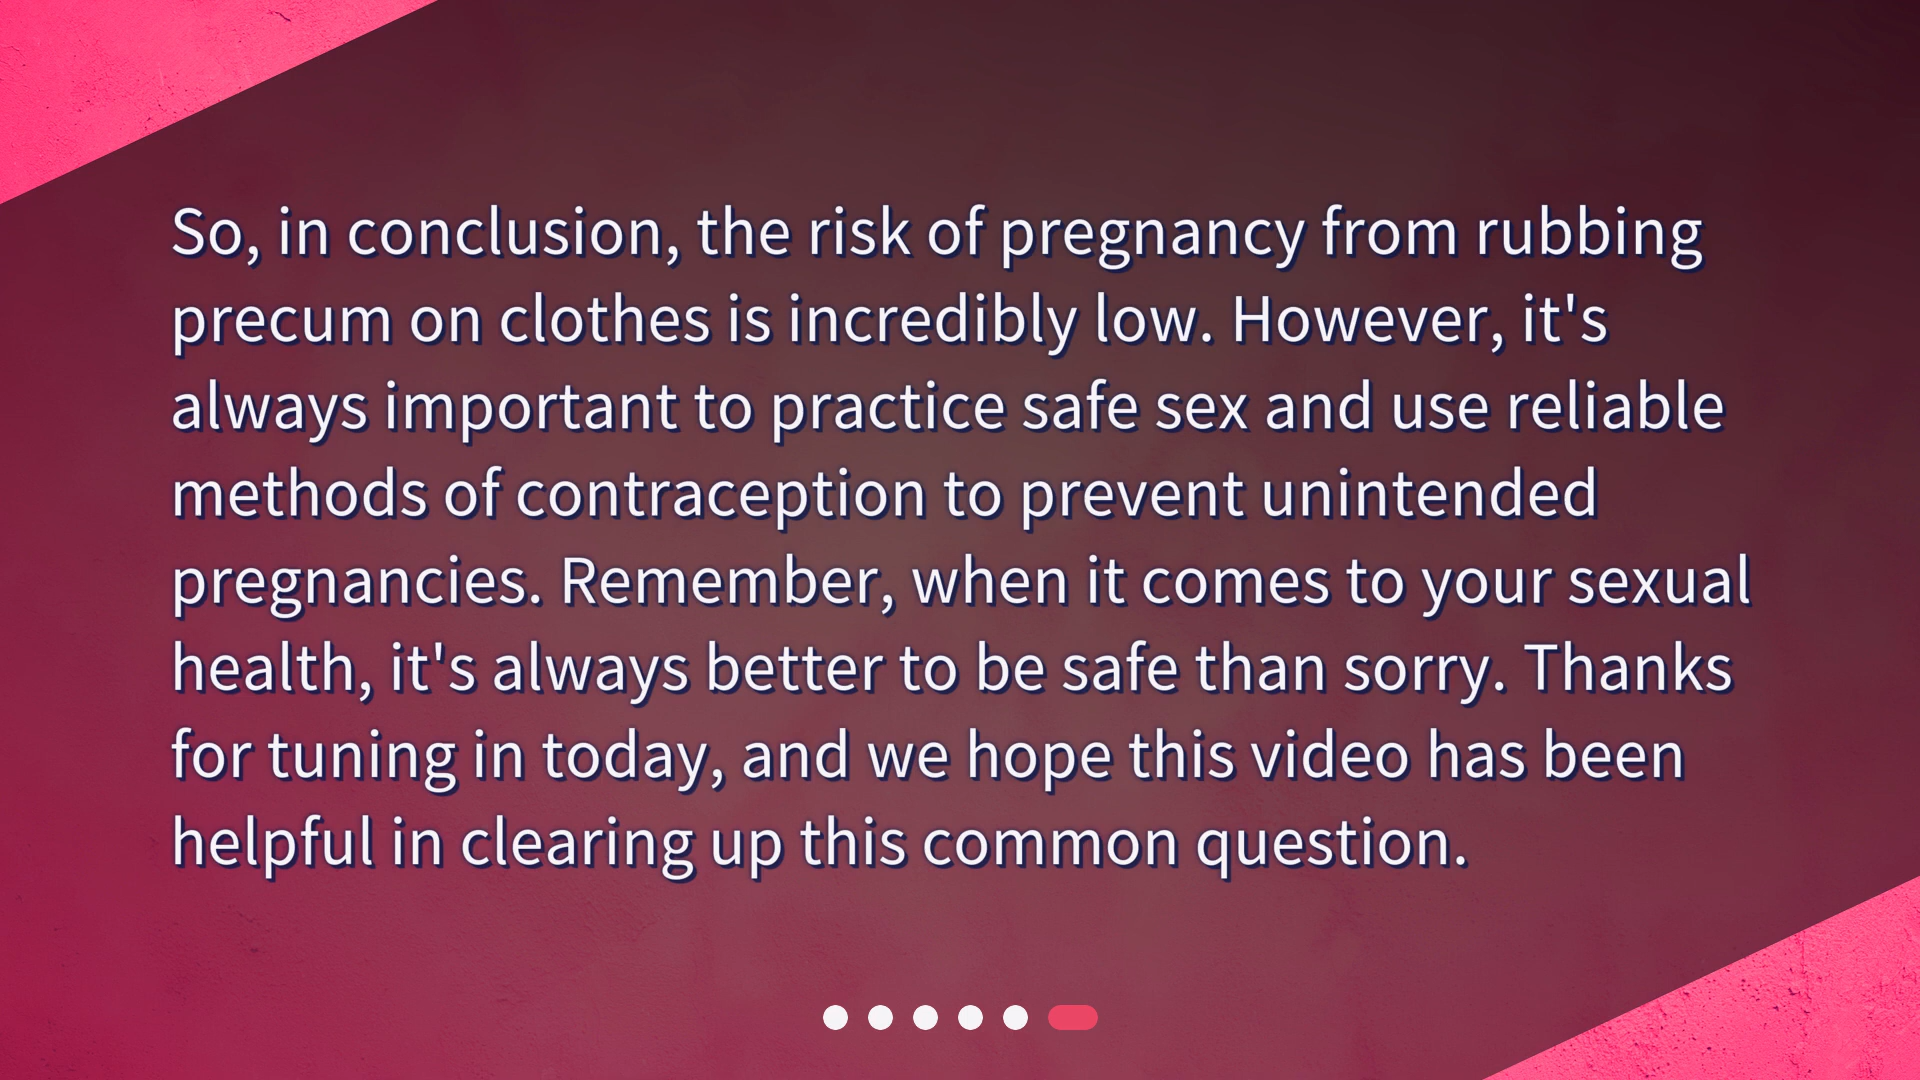 So, in conclusion, the risk of pregnancy from rubbing
precum on clothes is incredibly low. However, it's
always important to practice safe sex and use reliable
methods of contraception to prevent unintended
pregnancies. Remember, when it comes to your sexual
health, it's always better to be safe than sorry. Thanks
for tuning in today, and we hope this video has been
helpful in clearing up this common question.